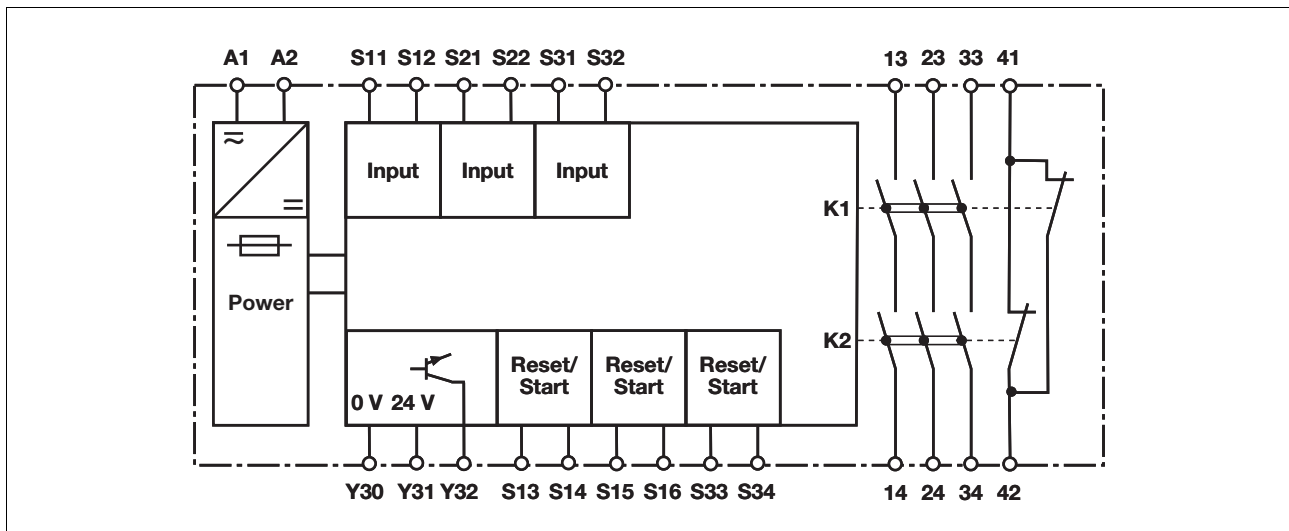 A1 A2 S11 S12 S21 S22 S31 S32 13 23 33 41
Input Input Input
K1
Power
K2
Reset/ Reset/ Reset/
Start Start Start
0 V 24 V
Y30 Y31 Y32 S13 S14 S15 S16 S33 S34 14 24 34 42